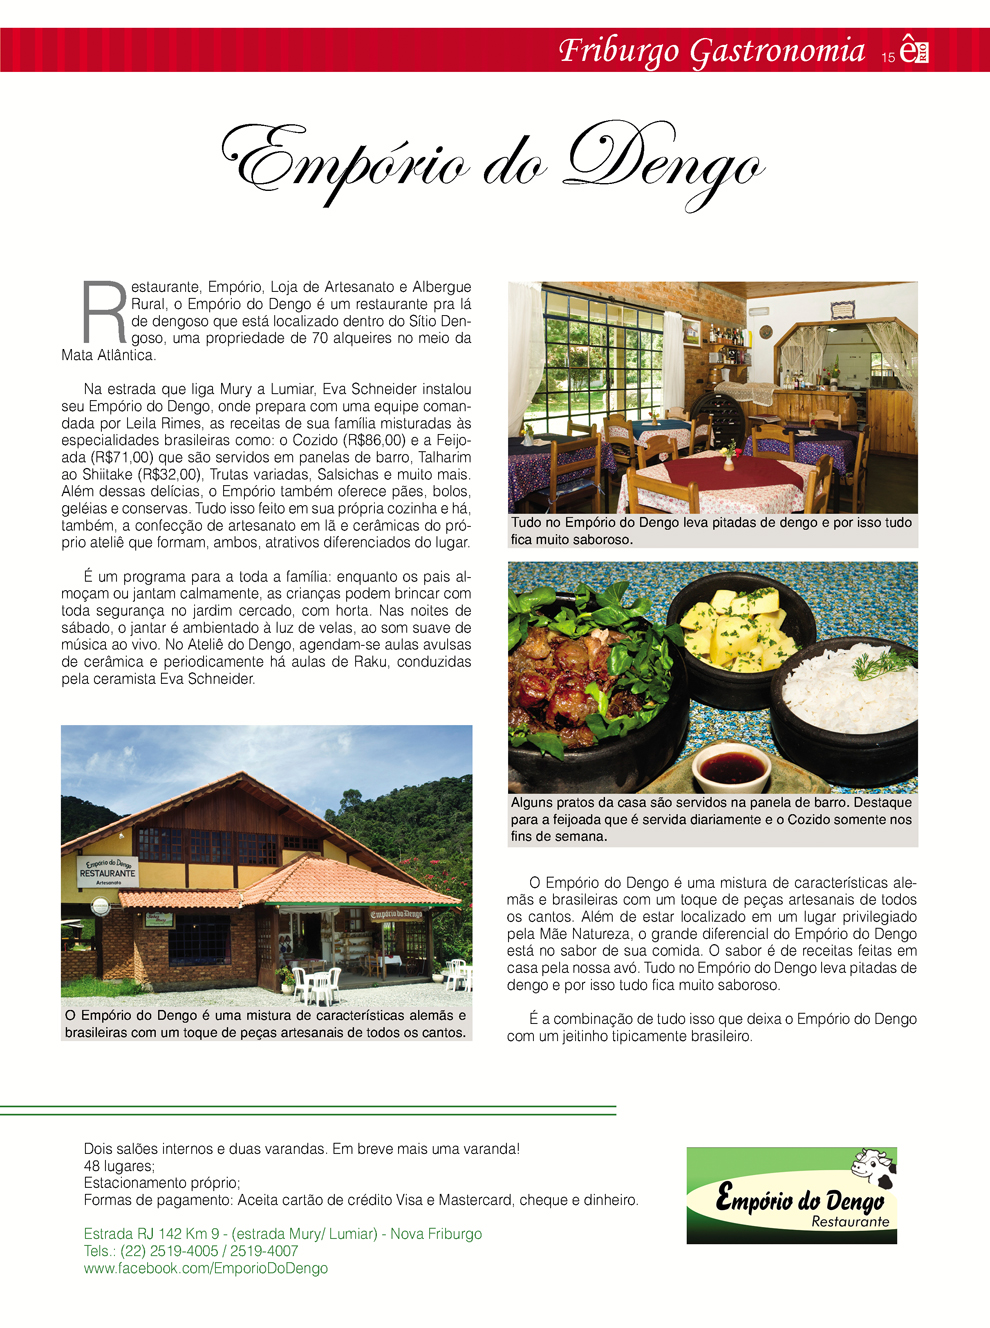 Friburgo Gastronomia 15 ê RIO
Empório do Dengo
Restaurante, Empório, Loja de Artesanato e Albergue
Rural, o Empório do Dengo é um restaurante pra lá
de dengoso que está localizado dentro do Sítio Den-
goso, uma propriedade de 70 alqueires no meio da
Mata Atlântica.
Na estrada que liga Mury a Lumiar, Eva Schneider instalou
seu Empório do Dengo, onde prepara com uma equipe coman-
dada por Leila Rimes, as receitas de sua família misturadas às
especialidades brasileiras como: o Cozido (R$86,00) e a Feijo-
ada (R$71,00) que são servidos em panelas de barro, Talharim
ao Shiitake (R$32,00), Trutas variadas, Salsichas e muito mais.
Além dessas delícias, o Empório também oferece pães, bolos,
geléias e conservas. Tudo isso feito em sua própria cozinha e há,
também, a confecção de artesanato em lã e cerâmicas do pró-
prio ateliê que formam, ambos, atrativos diferenciados do lugar.
É um programa para a toda a família: enquanto os pais al-
moçam ou jantam calmamente, as crianças podem brincar com
toda segurança no jardim cercado, com horta. Nas noites de
sábado, o jantar é ambientado à luz de velas, ao som suave de
música ao vivo. No Ateliê do Dengo, agendam-se aulas avulsas
de cerâmica e periodicamente há aulas de Raku, conduzidas
pela ceramista Eva Schneider.
Empório do Dengo
RESTAURANTE
Artesanato
Empório do Dengo
O Empório do Dengo é uma mistura de características alemãs e
brasileiras com um toque de peças artesanais de todos os cantos.
Tudo no Empório do Dengo leva pitadas de dengo e por isso tudo
fica muito saboroso.
Alguns pratos da casa são servidos na panela de barro. Destaque
para a feijoada que é servida diariamente e o Cozido somente nos
fins de semana.
O Empório do Dengo é uma mistura de características ale-
mãs e brasileiras com um toque de peças artesanais de todos
os cantos. Além de estar localizado em um lugar privilegiado
pela Mãe Natureza, o grande diferencial do Empório do Dengo
está no sabor de sua comida. O sabor é de receitas feitas em
casa pela nossa avó. Tudo no Empório do Dengo leva pitadas de
dengo e por isso tudo fica muito saboroso.
É a combinação de tudo isso que deixa o Empório do Dengo
com um jeitinho tipicamente brasileiro.
Dois salões internos e duas varandas. Em breve mais uma varanda!
48 lugares;
Estacionamento próprio;
Formas de pagamento: Aceita cartão de crédito Visa e Mastercard, cheque e dinheiro.
Estrada RJ 142 Km 9 - (estrada Mury/ Lumiar) - Nova Friburgo
Tels.: (22) 2519-4005 / 2519-4007
www.facebook.com/EmporioDoDengo
Empório do Dengo
Restaurante